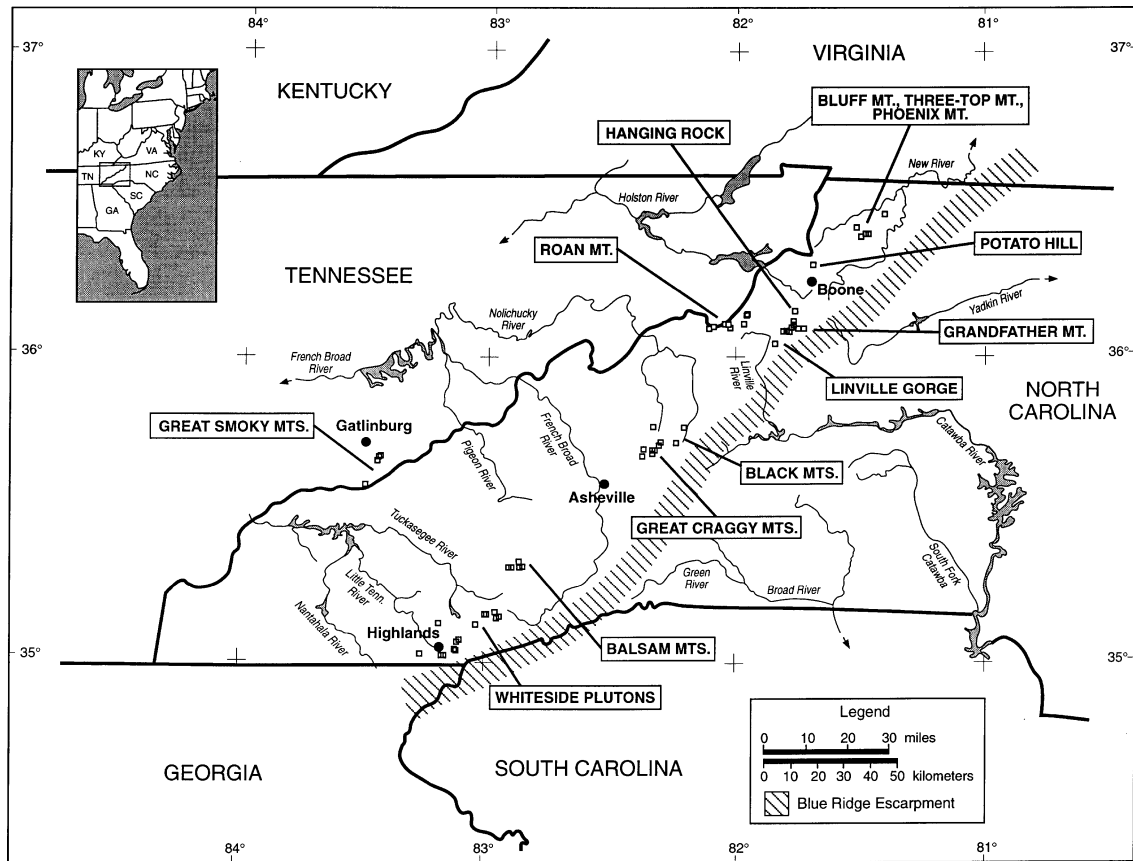 84°
83°
82°
81°
37°
37°
KENTUCKY
VIRGINIA
BLUFF MT., THREE-TOP MT.,
PHOENIX MT.
HANGING ROCK
New River
KY
VA
TN
NC
SC
GA
Holston River
ROAN MT.
POTATO HILL
TENNESSEE
Boone
Yadkin River
Nolichucky
River
GRANDFATHER MT.
36°
36°
French Broad
River
Linville
River
LINVILLE GORGE
NORTH
CAROLINA
GREAT SMOKY MTS.
Gatlinburg
French Broad
River
Catawba River
Pigeon River
BLACK MTS.
Asheville
GREAT CRAGGY MTS.
Tuckasegee River
South Fork
Catawba
Little Tenn.
River
Green
River
Broad River
Nantahala River
Highlands
BALSAM MTS.
35°
35°
WHITESIDE PLUTONS
Legend
0 10 20 30 miles
0 10 20 30 40 50 kilometers
Blue Ridge Escarpment
GEORGIA
SOUTH CAROLINA
84°
83°
82°
81°